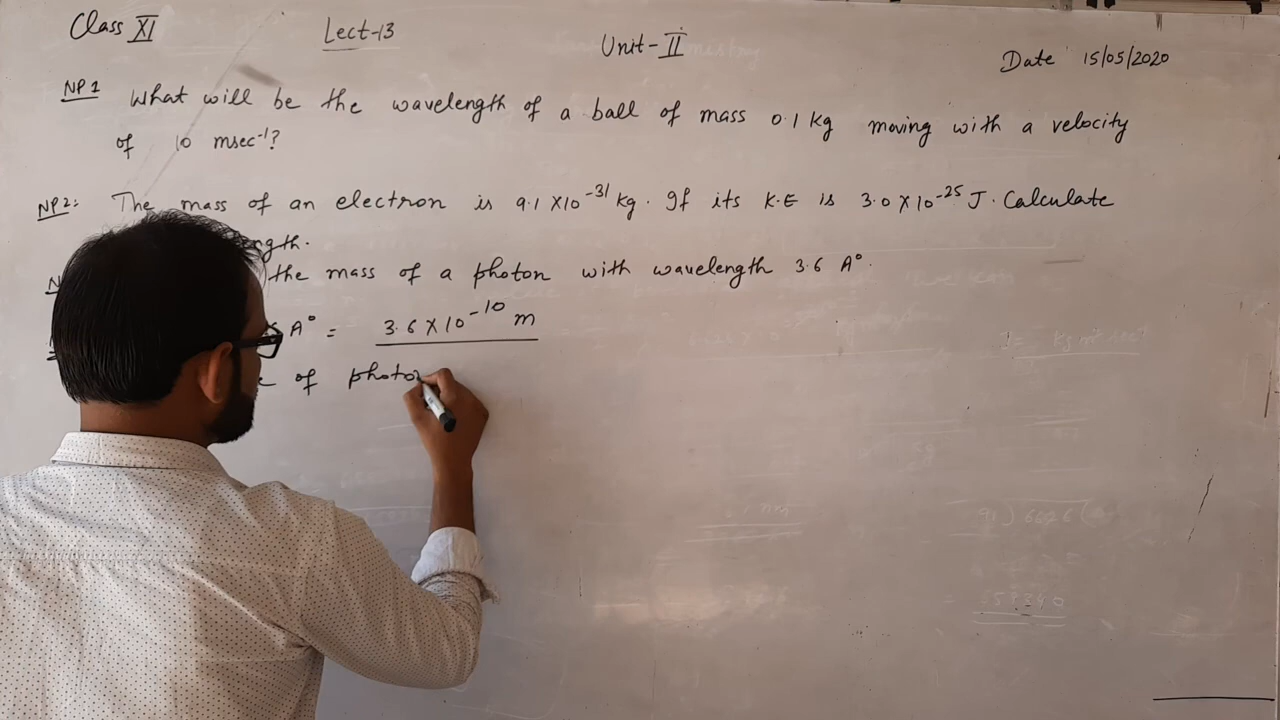 Class XI
Lect-13
Unit-II
Date 15/05/2020
NP1 What will be the wavelength of a ball of mass 0.1 kg moving with a velocity
of 10 msec⁻¹?
NP2: The mass of an electron is 9.1 X10⁻³¹ kg. If its K.E is 3.0 X 10⁻²⁵ J. Calculate
the mass of a photon with wavelength 3.6 A°.
A° = 3.6 X 10⁻¹⁰ m
of photo